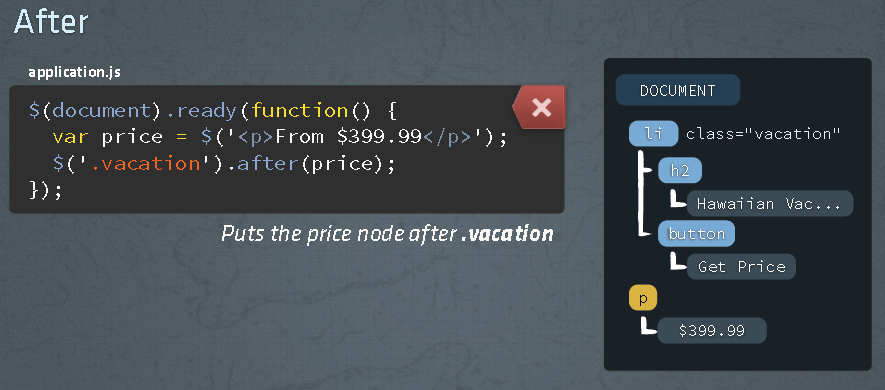 After
application.js
$(document).ready(function() {
  var price = $('<p>From $399.99</p>');
  $('.vacation').after(price);
});
Puts the price node after .vacation
DOCUMENT
li class="vacation"
h2
Hawaiian Vac...
button
Get Price
p
$399.99